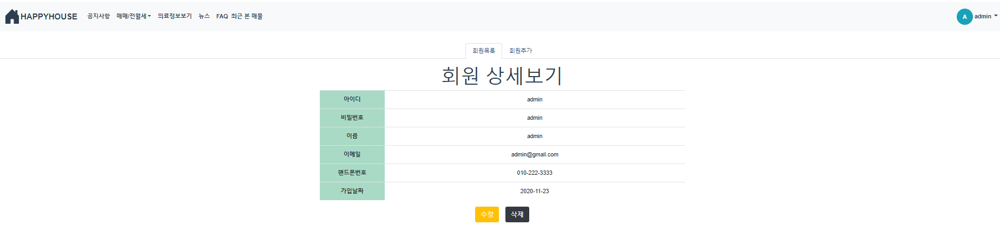 HAPPYHOUSE 공지사항 매매/전월세 의료정보보기 뉴스 FAQ 최근 본 매물 A admin
회원목록 회원추가
회원 상세보기
아이디 admin
비밀번호 admin
이름 admin
이메일 admin@gmail.com
핸드폰번호 010-222-3333
가입날짜 2020-11-23
수정 삭제